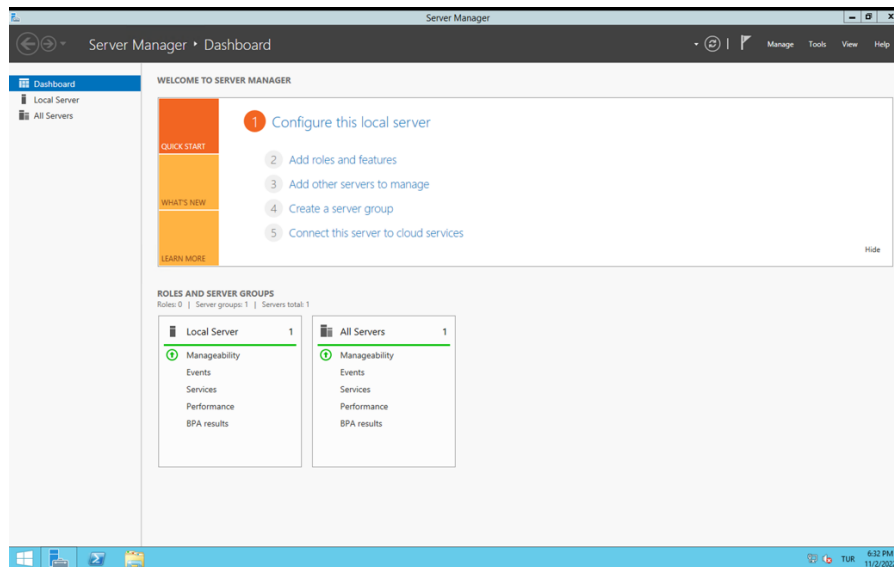 Server Manager
Server Manager • Dashboard
Manage Tools View Help
Dashboard
Local Server
All Servers
WELCOME TO SERVER MANAGER
QUICK START
WHAT'S NEW
LEARN MORE
1 Configure this local server
2 Add roles and features
3 Add other servers to manage
4 Create a server group
5 Connect this server to cloud services
Hide
ROLES AND SERVER GROUPS
Roles: 0 | Server groups: 1 | Servers total: 1
Local Server 1
Manageability
Events
Services
Performance
BPA results
All Servers 1
Manageability
Events
Services
Performance
BPA results
TUR
6:32 PM